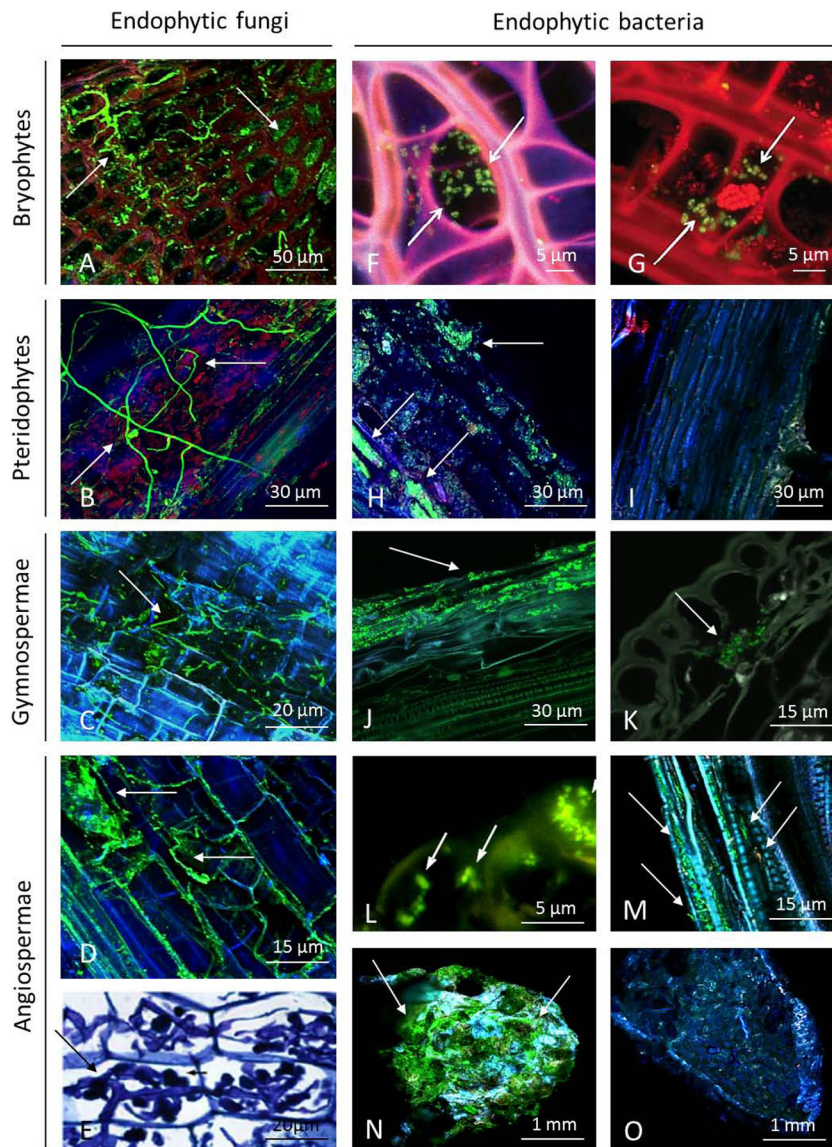 Endophytic fungi
Endophytic bacteria
Bryophytes
A
50 µm
F
5 µm
G
5 µm
Pteridophytes
B
30 µm
H
30 µm
I
30 µm
Gymnospermae
C
20 µm
J
30 µm
K
15 µm
Angiospermae
D
15 µm
L
5 µm
M
15 µm
E
20µm
N
1 mm
O
1 mm